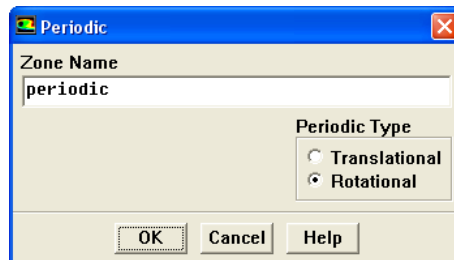 Periodic
Zone Name
periodic
Periodic Type
Translational
Rotational
OK Cancel Help